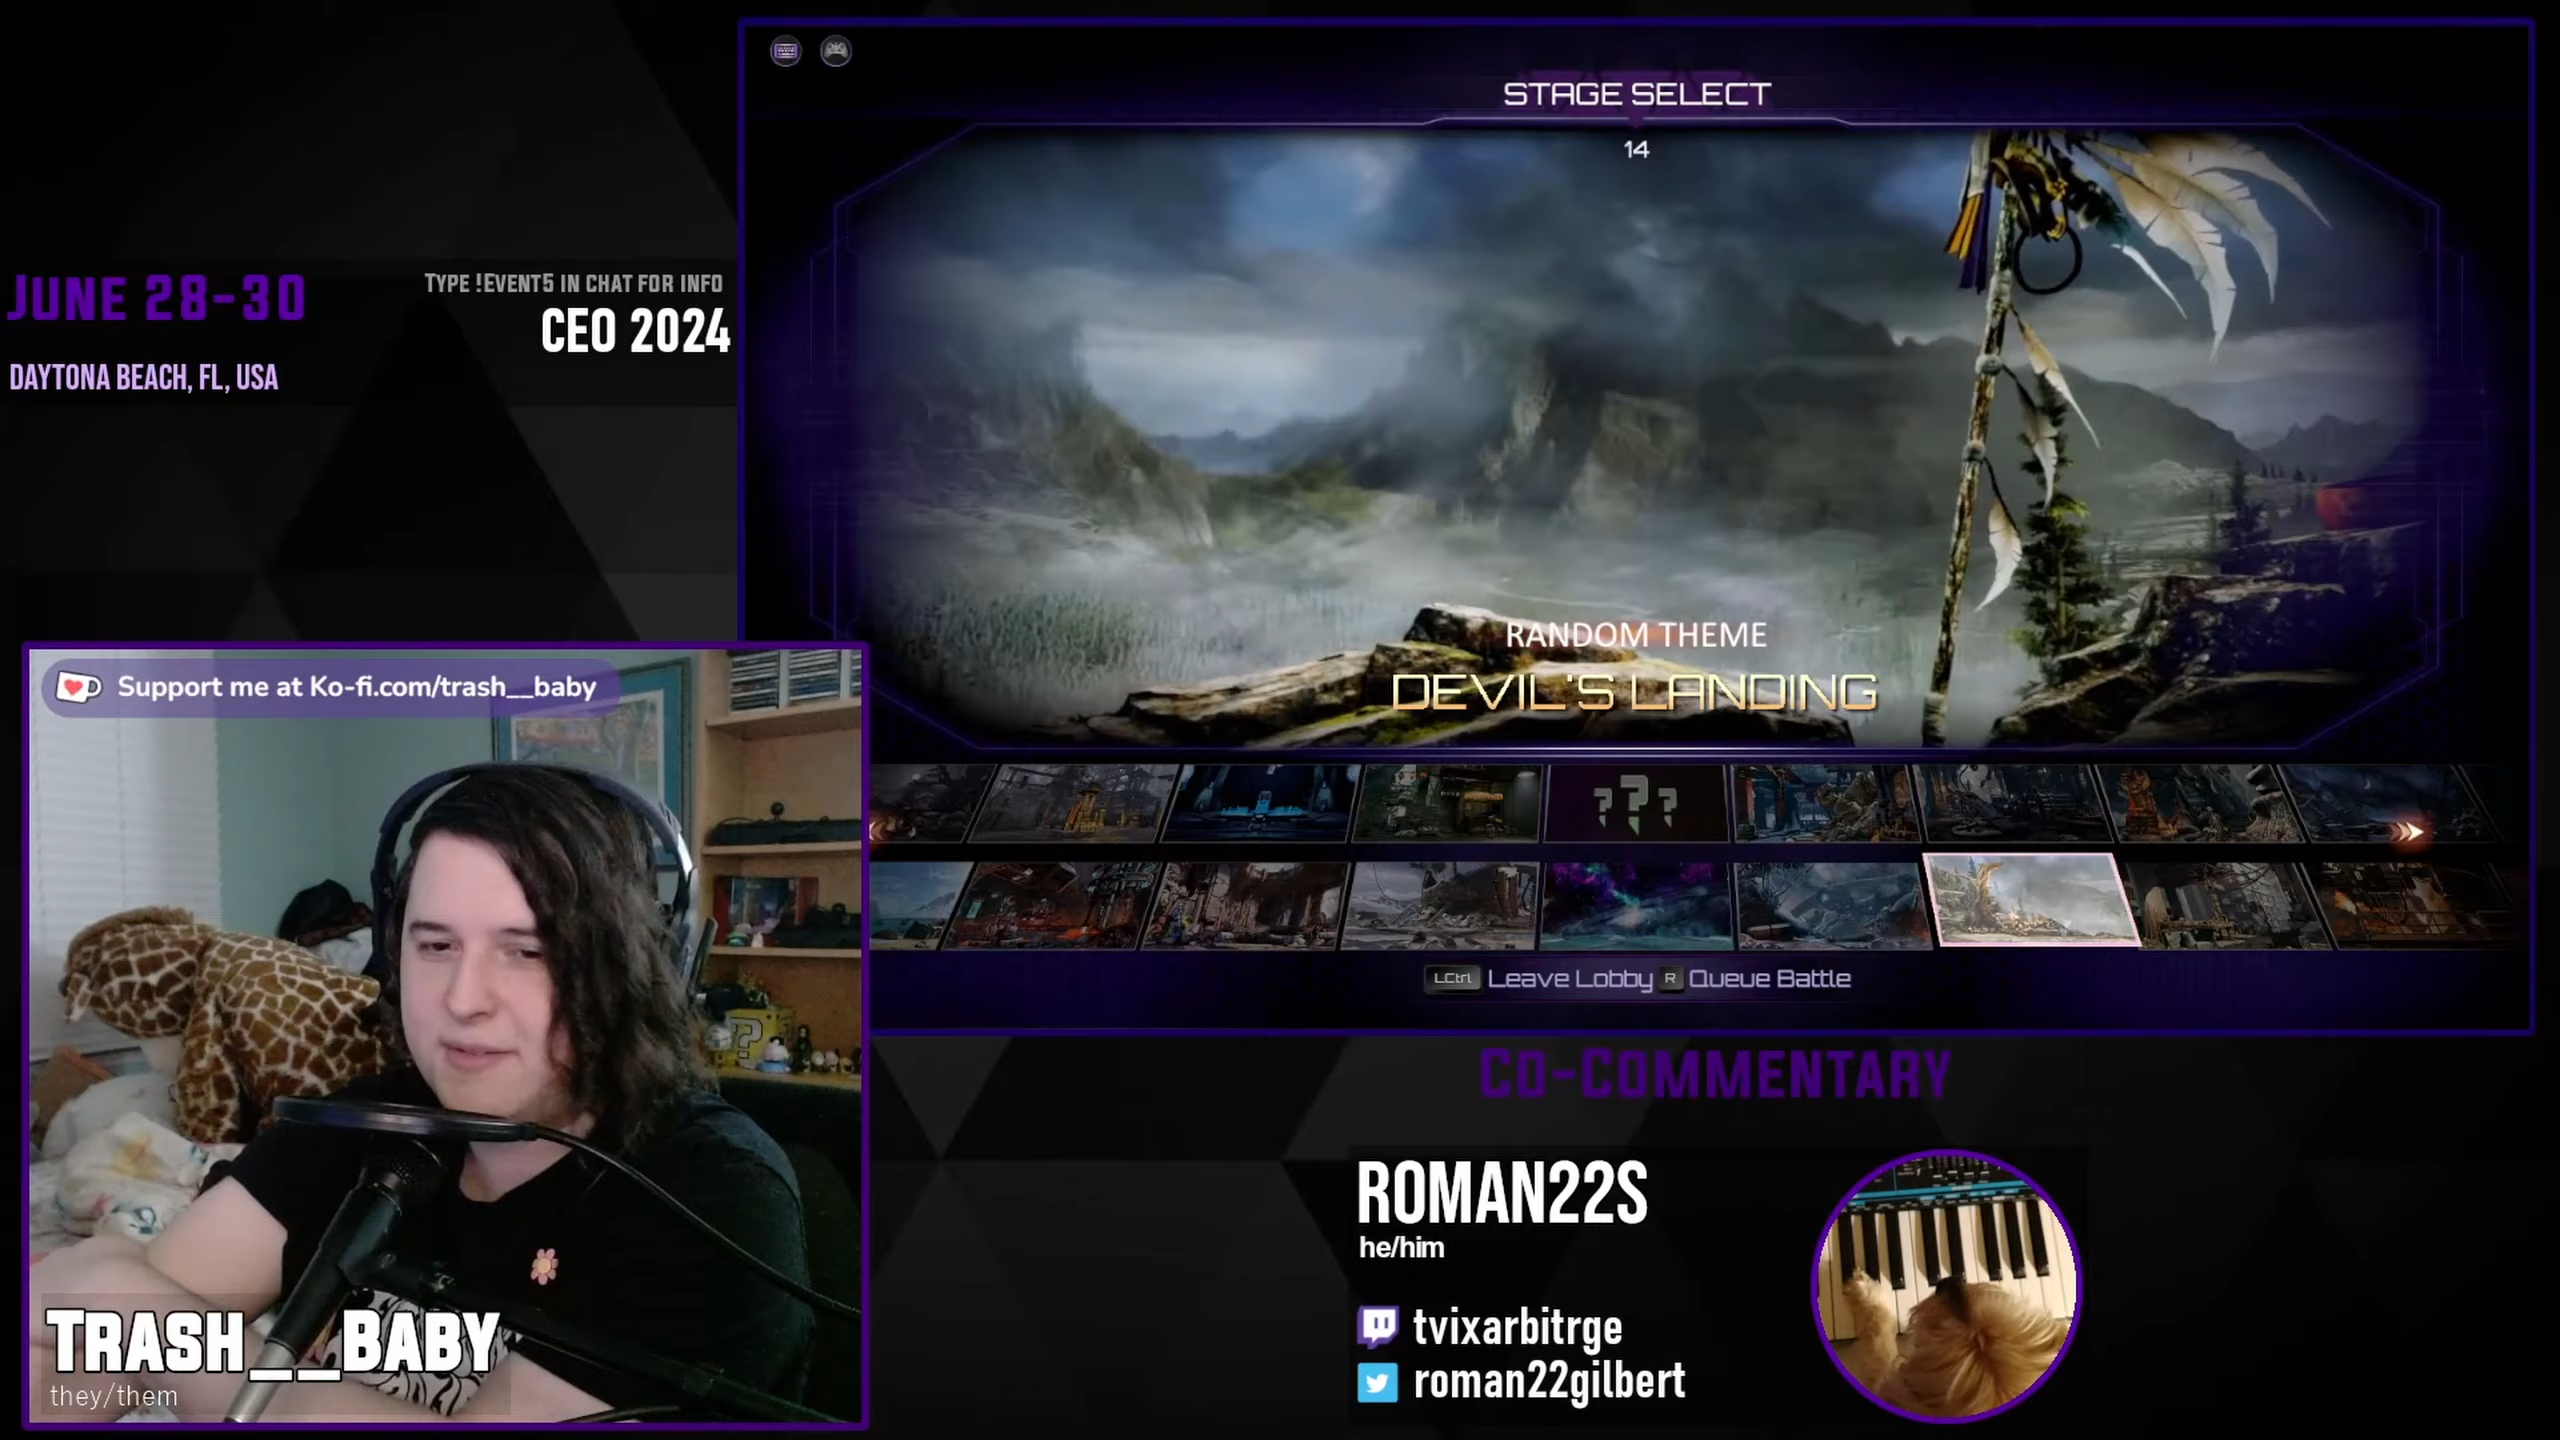 STAGE SELECT
14
JUNE 28-30
TYPE !EVENT5 IN CHAT FOR INFO
CEO 2024
DAYTONA BEACH, FL, USA
RANDOM THEME
DEVIL'S LANDING
Support me at Ko-fi.com/trash__baby
? ? ?
LCtrl Leave Lobby R Queue Battle
CO-COMMENTARY
ROMAN22S
he/him
tvixarbitrge
roman22gilbert
TRASH__BABY
they/them